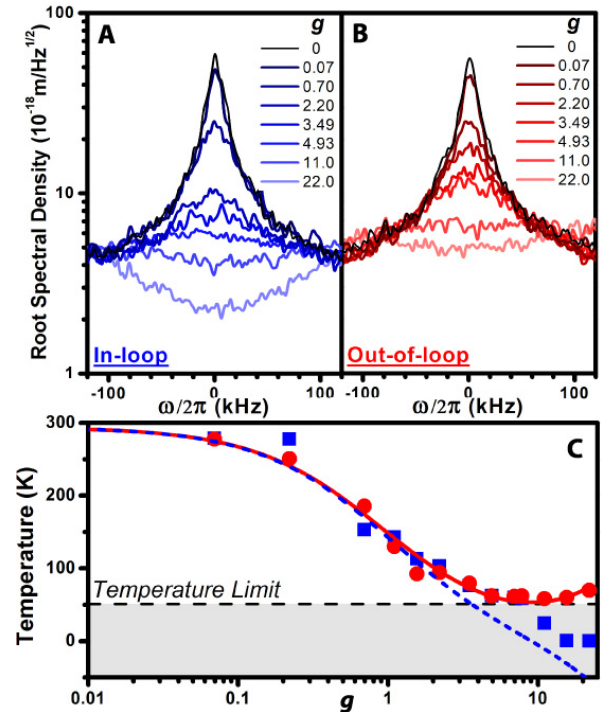 A
g
0
0.07
0.70
2.20
3.49
4.93
11.0
22.0
B
g
0
0.07
0.70
2.20
3.49
4.93
11.0
22.0
Root Spectral Density (10⁻¹⁸ m/Hz¹ᐟ²)
100
10
1
In-loop
Out-of-loop
-100 0 100
-100 0 100
ω/2π (kHz)
ω/2π (kHz)
C
Temperature (K)
300
200
100
0
Temperature Limit
0.01 0.1 1 10
g